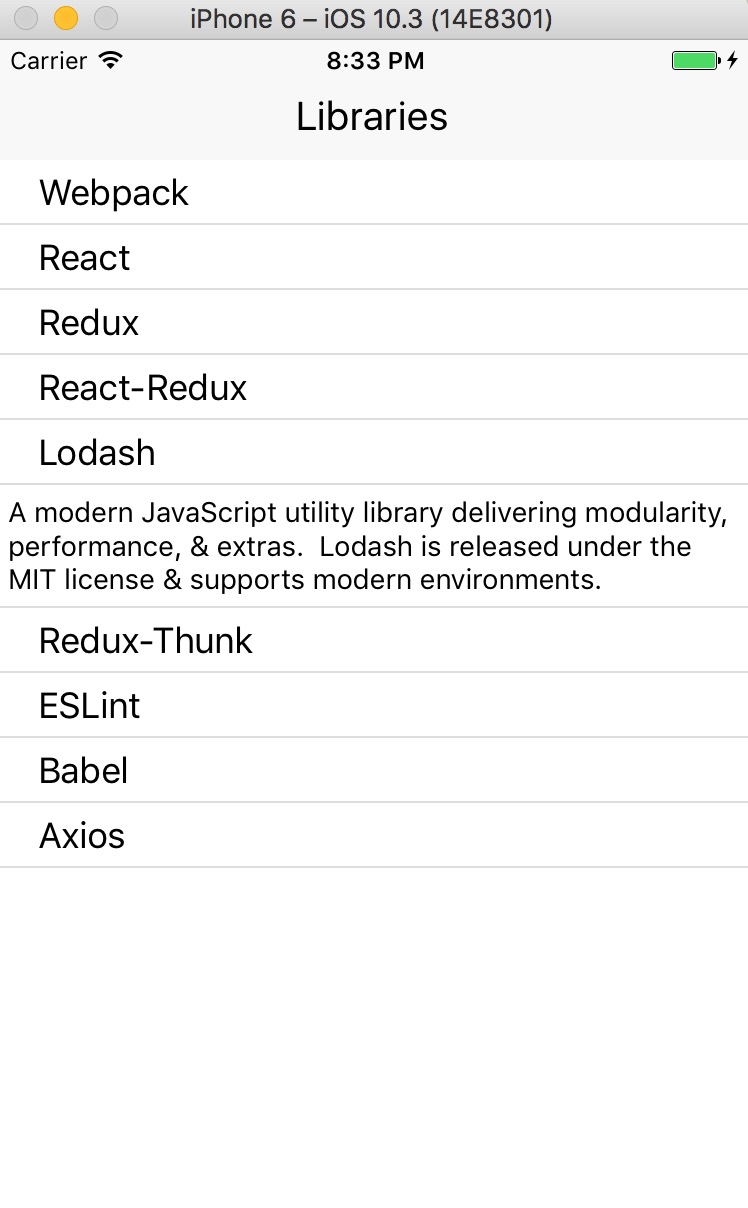 iPhone 6 – iOS 10.3 (14E8301)
Carrier 8:33 PM
Libraries
Webpack
React
Redux
React-Redux
Lodash
A modern JavaScript utility library delivering modularity,
performance, & extras.  Lodash is released under the
MIT license & supports modern environments.
Redux-Thunk
ESLint
Babel
Axios